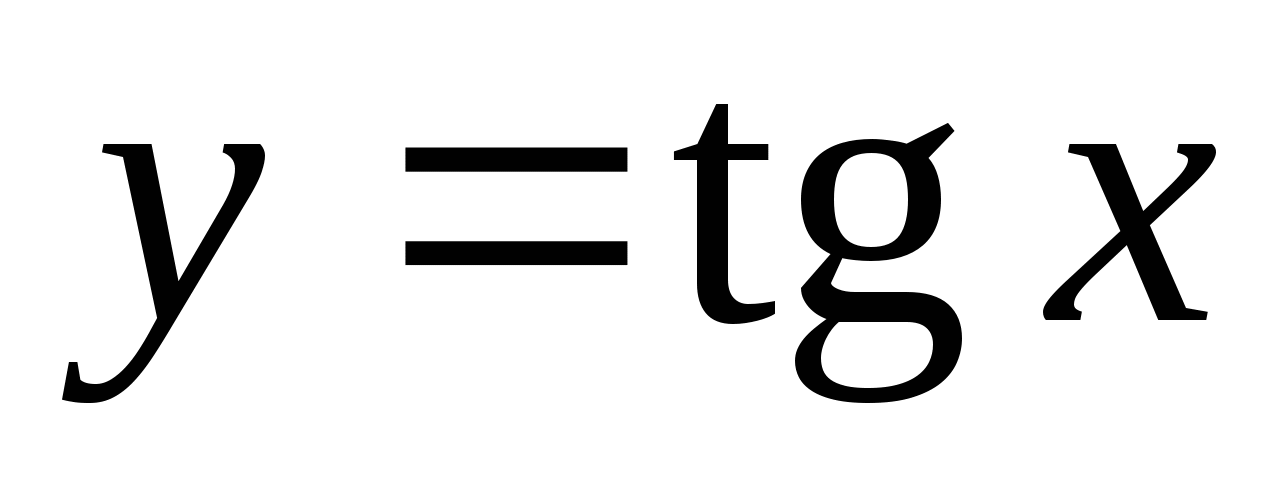 y = tg x